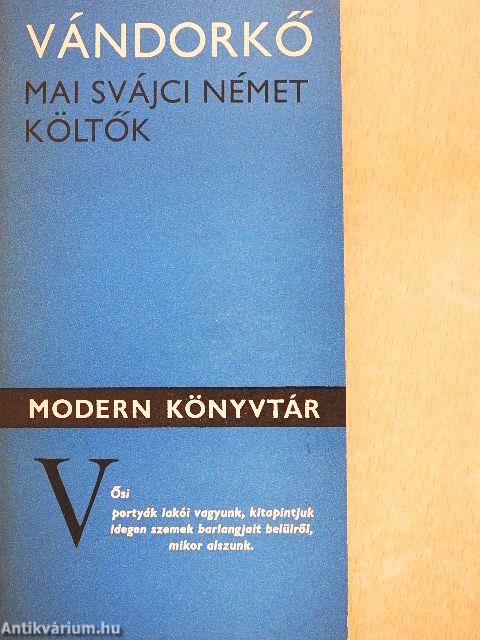 VÁNDORKŐ
MAI SVÁJCI NÉMET
KÖLTŐK
MODERN KÖNYVTÁR
V
Ősi
portyák lakói vagyunk, kitapintjuk
idegen szemek barlangjait belülről,
mikor alszunk.
Antikvárium.hu